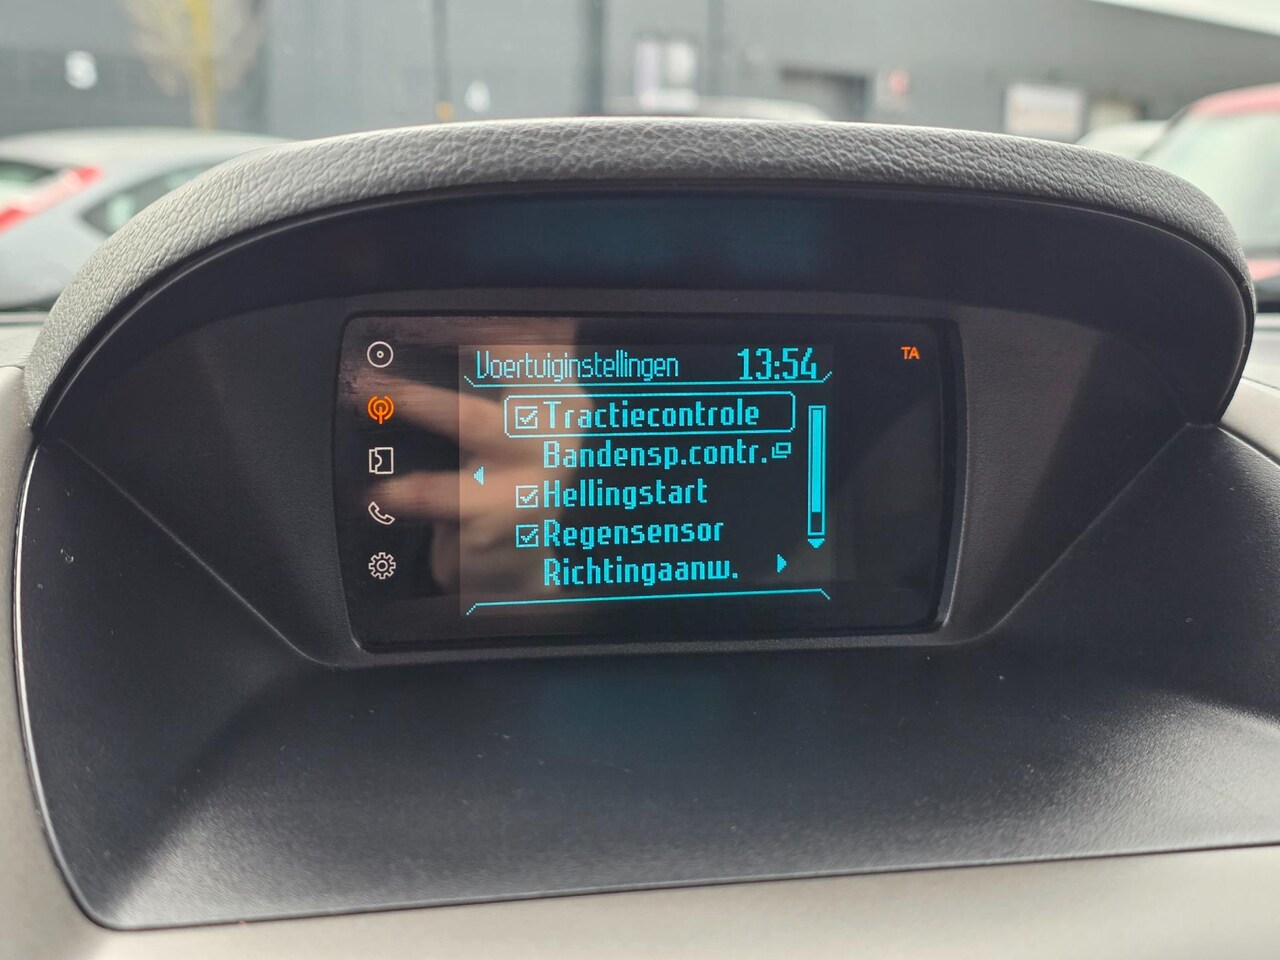 Voertuiginstellingen 13:54
TA
Tractiecontrole
Bandensp.contr.
Hellingstart
Regensensor
Richtingaanw.